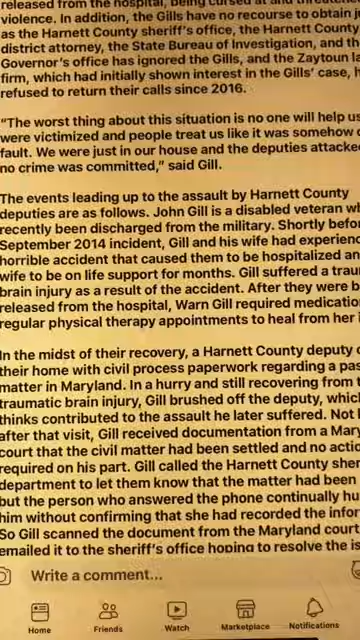 released from the hospital, being cursed at and threatene
violence. In addition, the Gills have no recourse to obtain
as the Harnett County sheriff's office, the Harnett County
district attorney, the State Bureau of Investigation, and
Governor's office has ignored the Gills, and the Zaytoun
firm, which had initially shown interest in the Gills' case,
refused to return their calls since 2016.
"The worst thing about this situation is no one will help us
were victimized and people treat us like it was somehow
fault. We were just in our house and the deputies attacked
no crime was committed," said Gill.
The events leading up to the assault by Harnett County
deputies are as follows. John Gill is a disabled veteran
recently been discharged from the military. Shortly befor
September 2014 incident, Gill and his wife had experienc
horrible accident that caused them to be hospitalized an
wife to be on life support for months. Gill suffered a trau
brain injury as a result of the accident. After they were
released from the hospital, Warn Gill required medicatio
regular physical therapy appointments to heal from her
In the midst of their recovery, a Harnett County deputy
their home with civil process paperwork regarding a pas
matter in Maryland. In a hurry and still recovering from
traumatic brain injury, Gill brushed off the deputy, whic
thinks contributed to the assault he later suffered. Not
after that visit, Gill received documentation from a Mary
court that the civil matter had been settled and no actio
required on his part. Gill called the Harnett County sher
department to let them know that the matter had been
but the person who answered the phone continually hu
him without confirming that she had recorded the infor
So Gill scanned the document from the Maryland court
emailed it to the sheriff's office hoping to resolve the is
Write a comment...
Home
Friends
Watch
Marketplace
Notifications